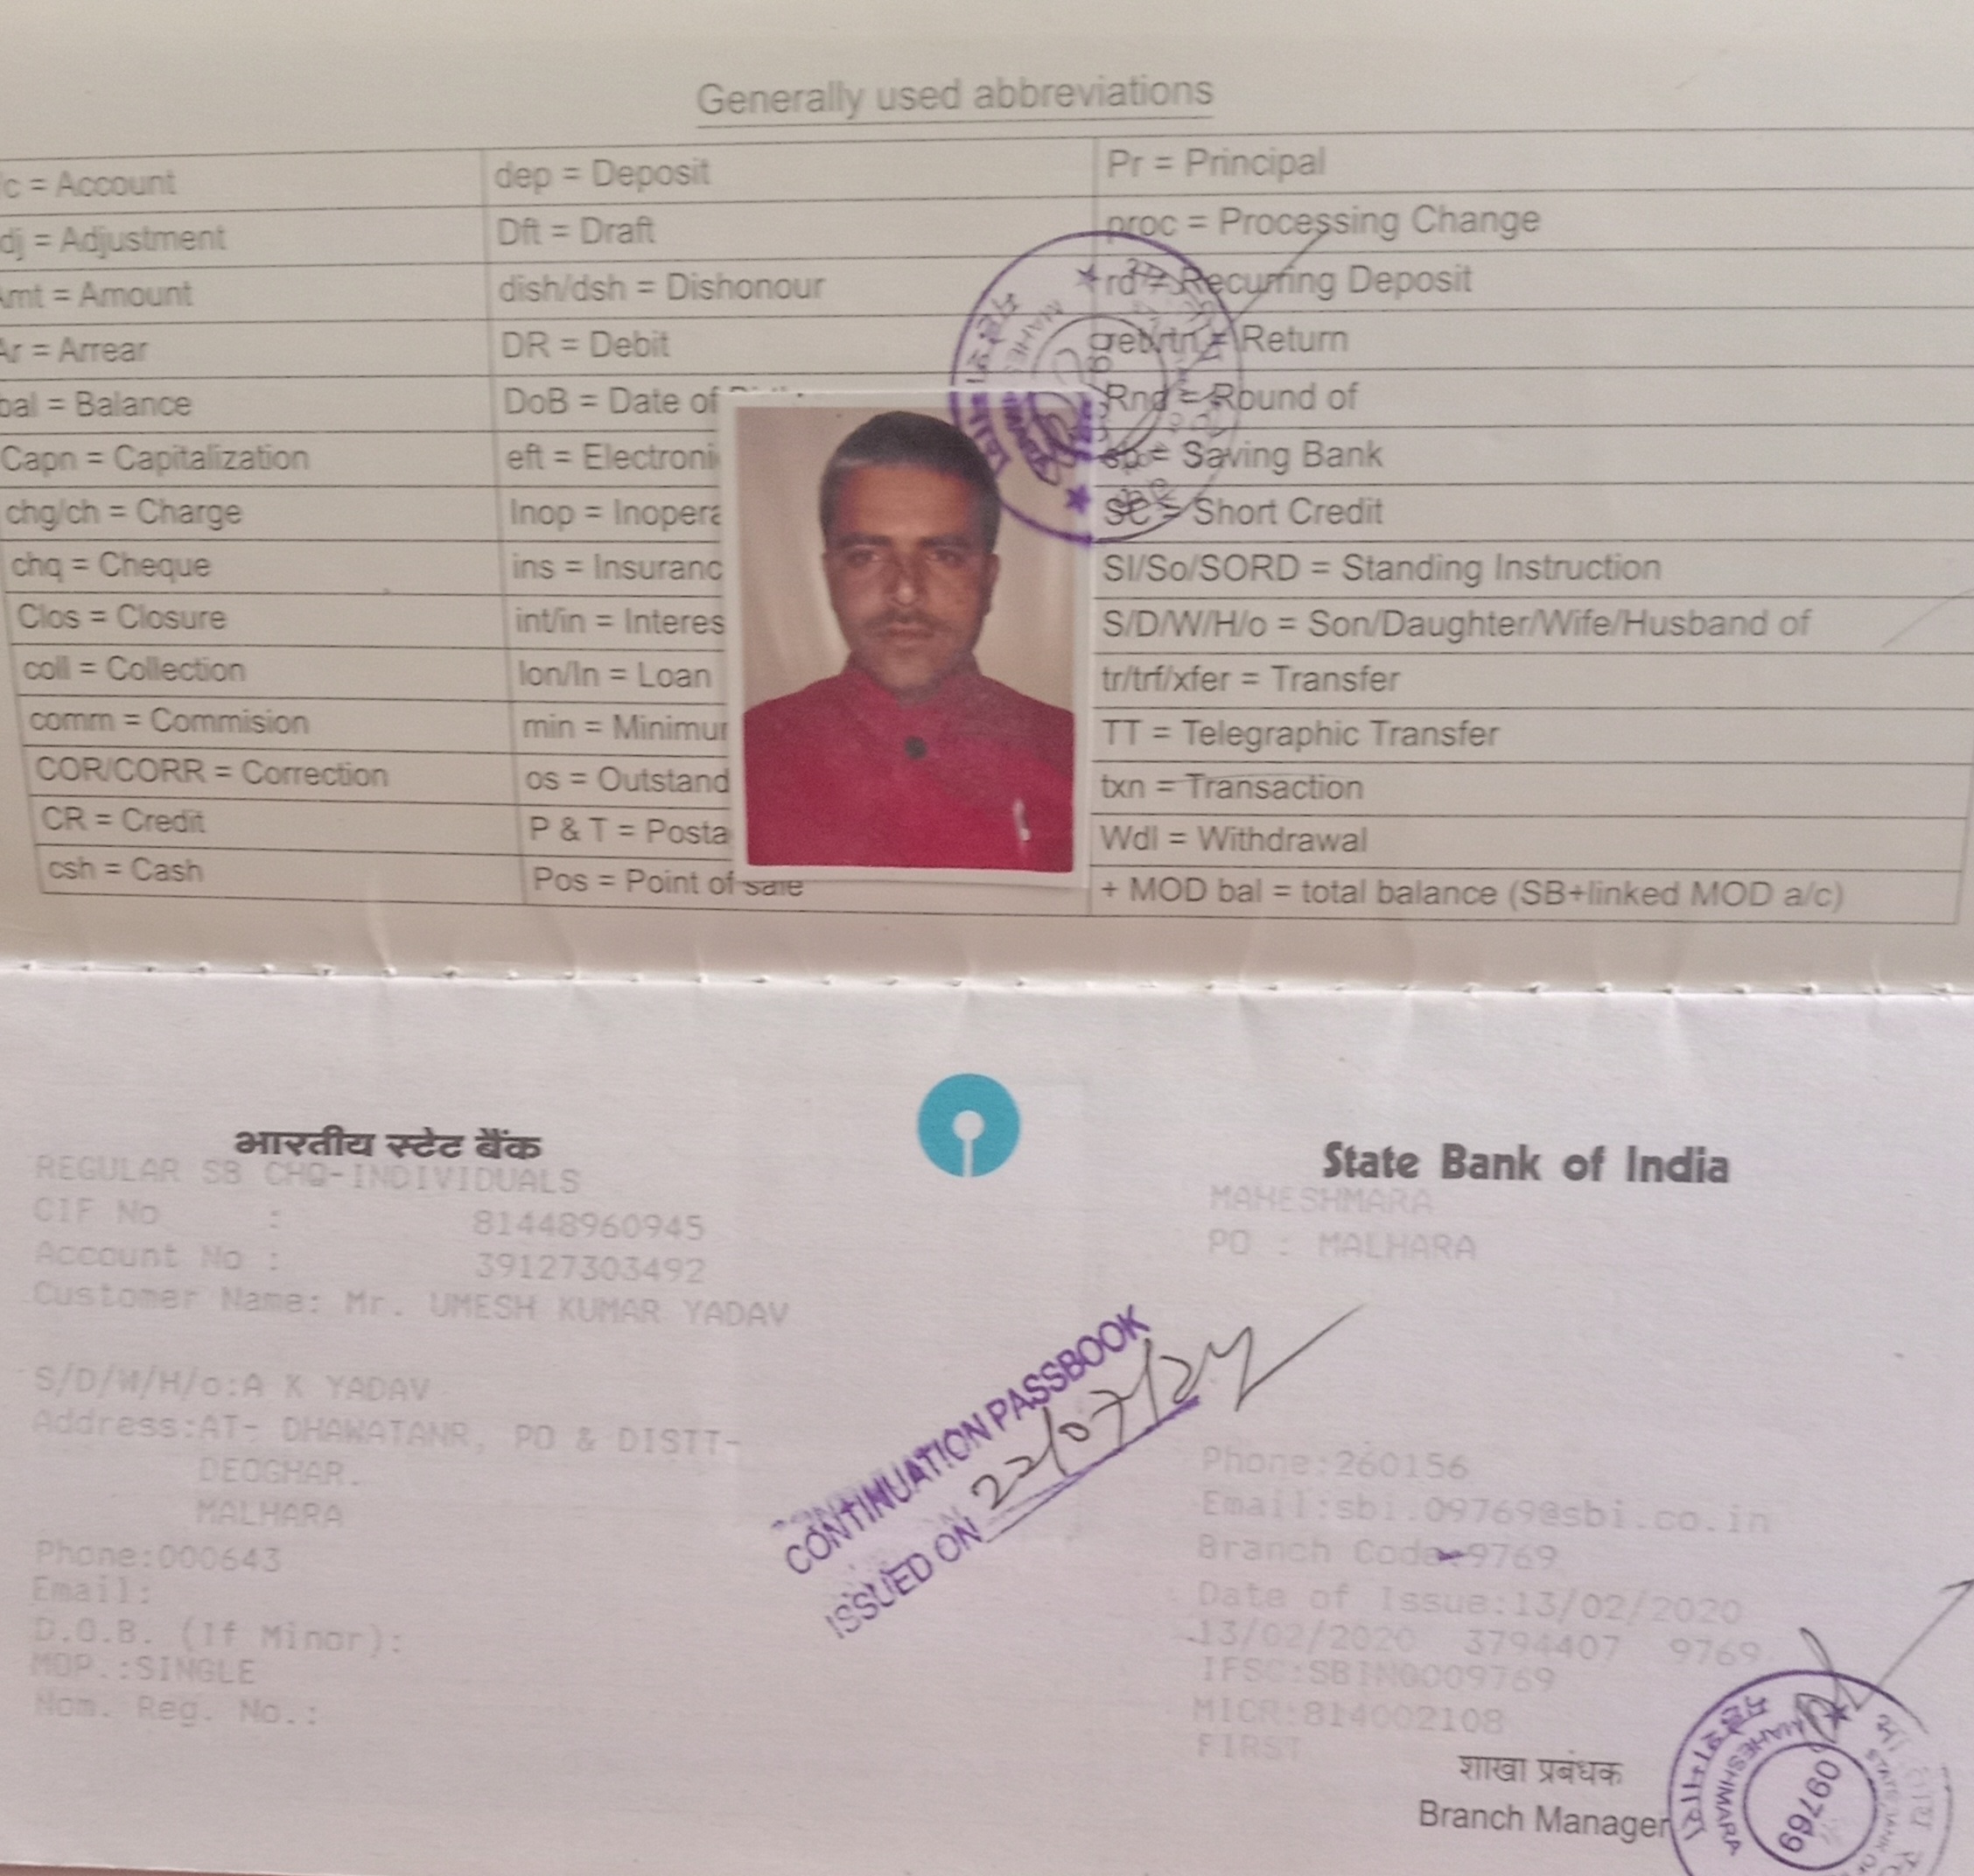 Generally used abbreviations
c = Account dep = Deposit Pr = Principal
dj = Adjustment Dft = Draft proc = Processing Change
Amt = Amount dish/dsh = Dishonour rd = Recurring Deposit
Ar = Arrear DR = Debit ret/rtn = Return
bal = Balance DoB = Date of Rnd = Round of
Capn = Capitalization eft = Electroni sb = Saving Bank
chg/ch = Charge Inop = Inopera SC = Short Credit
chq = Cheque ins = Insuranc SI/So/SORD = Standing Instruction
Clos = Closure int/in = Interes S/D/W/H/o = Son/Daughter/Wife/Husband of
coll = Collection lon/ln = Loan tr/trf/xfer = Transfer
comm = Commision min = Minimu TT = Telegraphic Transfer
COR/CORR = Correction os = Outstand txn = Transaction
CR = Credit P & T = Posta Wdl = Withdrawal
csh = Cash Pos = Point of sale + MOD bal = total balance (SB+linked MOD a/c)
भारतीय स्टेट बैंक
State Bank of India
REGULAR SB CHQ-INDIVIDUALS
CIF No : 81448960945
Account No : 39127303492
Customer Name: Mr. UMESH KUMAR YADAV
S/D/W/H/o:A K YADAV
Address:AT- DHAWATANR, PO & DISTT-
DEOGHAR.
MALHARA
Phone:000643
Email:
D.O.B. (If Minor):
MOP.:SINGLE
Nom. Reg. No.:
MAHESHMARA
PO : MALHARA
CONTINUATION PASSBOOK
ISSUED ON 22/07/24
Phone:260156
Email:sbi.09769@sbi.co.in
Branch Code:9769
Date of Issue:13/02/2020
13/02/2020 3794407 9769
IFSC:SBIN0009769
MICR:814002108
FIRST
शाखा प्रबंधक
Branch Manager
MAHESHMARA
09769